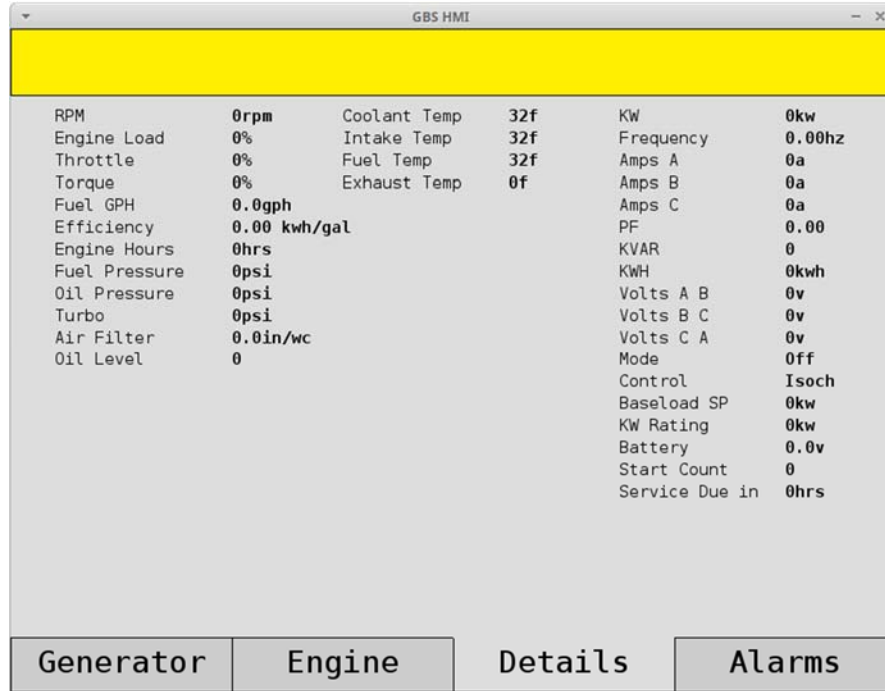 GBS HMI
RPM 0rpm Coolant Temp 32f KW 0kw
Engine Load 0% Intake Temp 32f Frequency 0.00hz
Throttle 0% Fuel Temp 32f Amps A 0a
Torque 0% Exhaust Temp 0f Amps B 0a
Fuel GPH 0.0gph Amps C 0a
Efficiency 0.00 kwh/gal PF 0.00
Engine Hours 0hrs KVAR 0
Fuel Pressure 0psi KWH 0kwh
Oil Pressure 0psi Volts A B 0v
Turbo 0psi Volts B C 0v
Air Filter 0.0in/wc Volts C A 0v
Oil Level 0 Mode Off
Control Isoch
Baseload SP 0kw
KW Rating 0kw
Battery 0.0v
Start Count 0
Service Due in 0hrs
Generator Engine Details Alarms